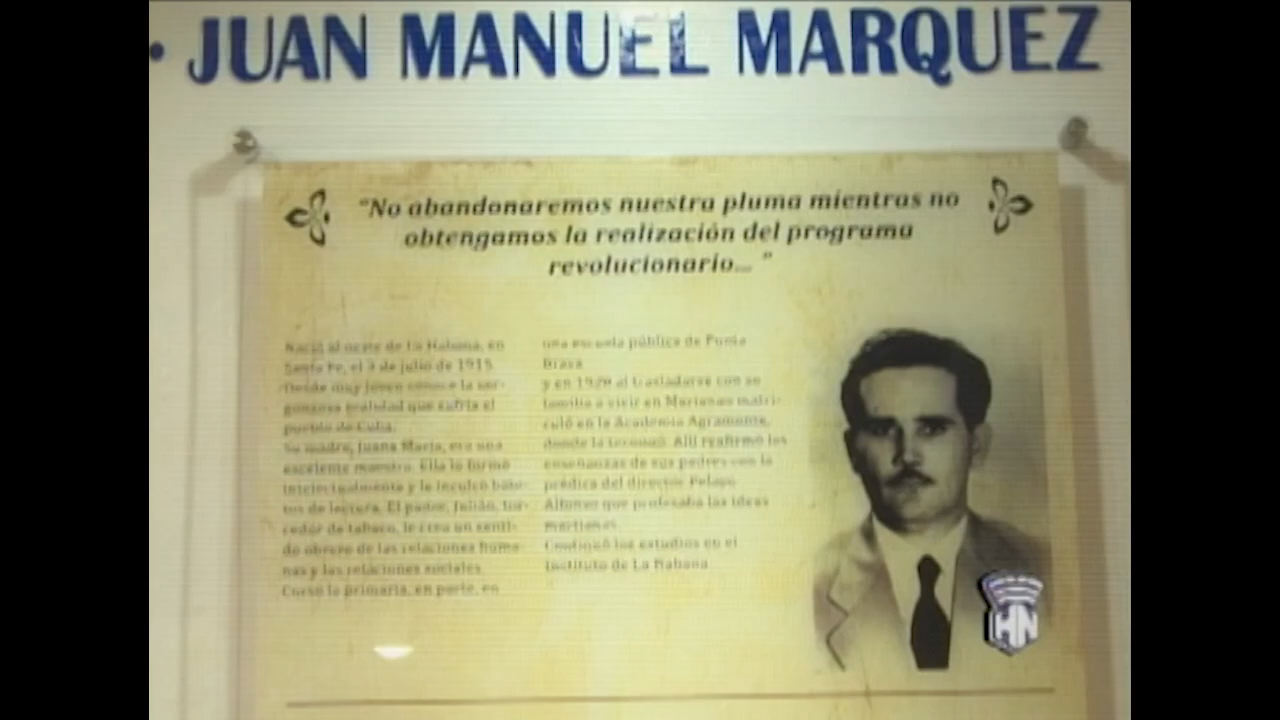 • JUAN MANUEL MARQUEZ
"No abandonaremos nuestra pluma mientras no
obtengamos la realización del programa
revolucionario... "
Nació al oeste de La Habana, en
Santa Fe, el 3 de julio de 1915
Desde muy joven conoce la ver-
gonzosa realidad que sufría el
pueblo de Cuba.
Su madre, Juana María, era una
excelente maestra. Ella lo formó
intelectualmente y le inculcó hábi-
tos de lectura. El padre, Julián, tor-
cedor de tabaco, le crea un senti-
do obrero de las relaciones huma-
nas y las relaciones sociales
Cursó la primaria, en parte, en
una escuela pública de Punta
Brava
y en 1929 al trasladarse con su
familia a vivir en Marianao matri-
culó en la Academia Agramonte,
donde la terminó. Allí reafirmó las
enseñanzas de sus padres con la
prédica del director Pelayo
Alfonso que profesaba las ideas
martianas.
Continuó los estudios en el
Instituto de La Habana
HN